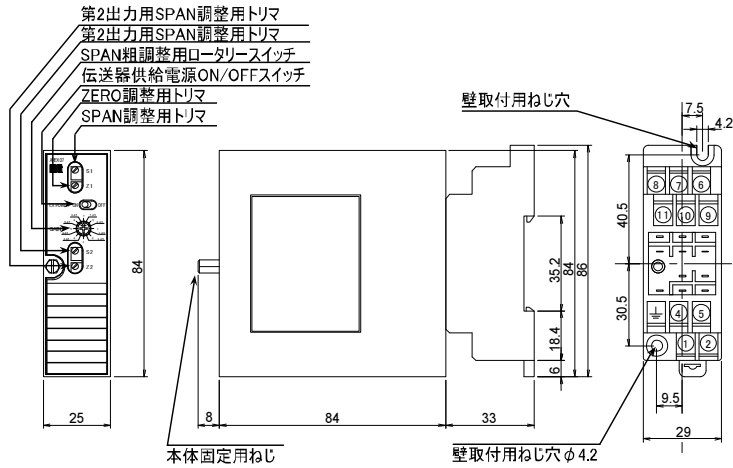 第2出力用SPAN調整用トリマ
第2出力用SPAN調整用トリマ
SPAN粗調整用ロータリースイッチ
伝送器供給電源ON/OFFスイッチ
ZERO調整用トリマ
SPAN調整用トリマ
壁取付用ねじ穴
7.5
4.2
S1
Z1
ON
OFF
S2
Z2
84
25
8
84
33
本体固定用ねじ
35.2
84
86
18.4
6
40.5
30.5
⑧ ⑦ ⑥
⑪ ⑩ ⑨
④ ⑤
① ②
9.5
29
壁取付用ねじ穴φ4.2